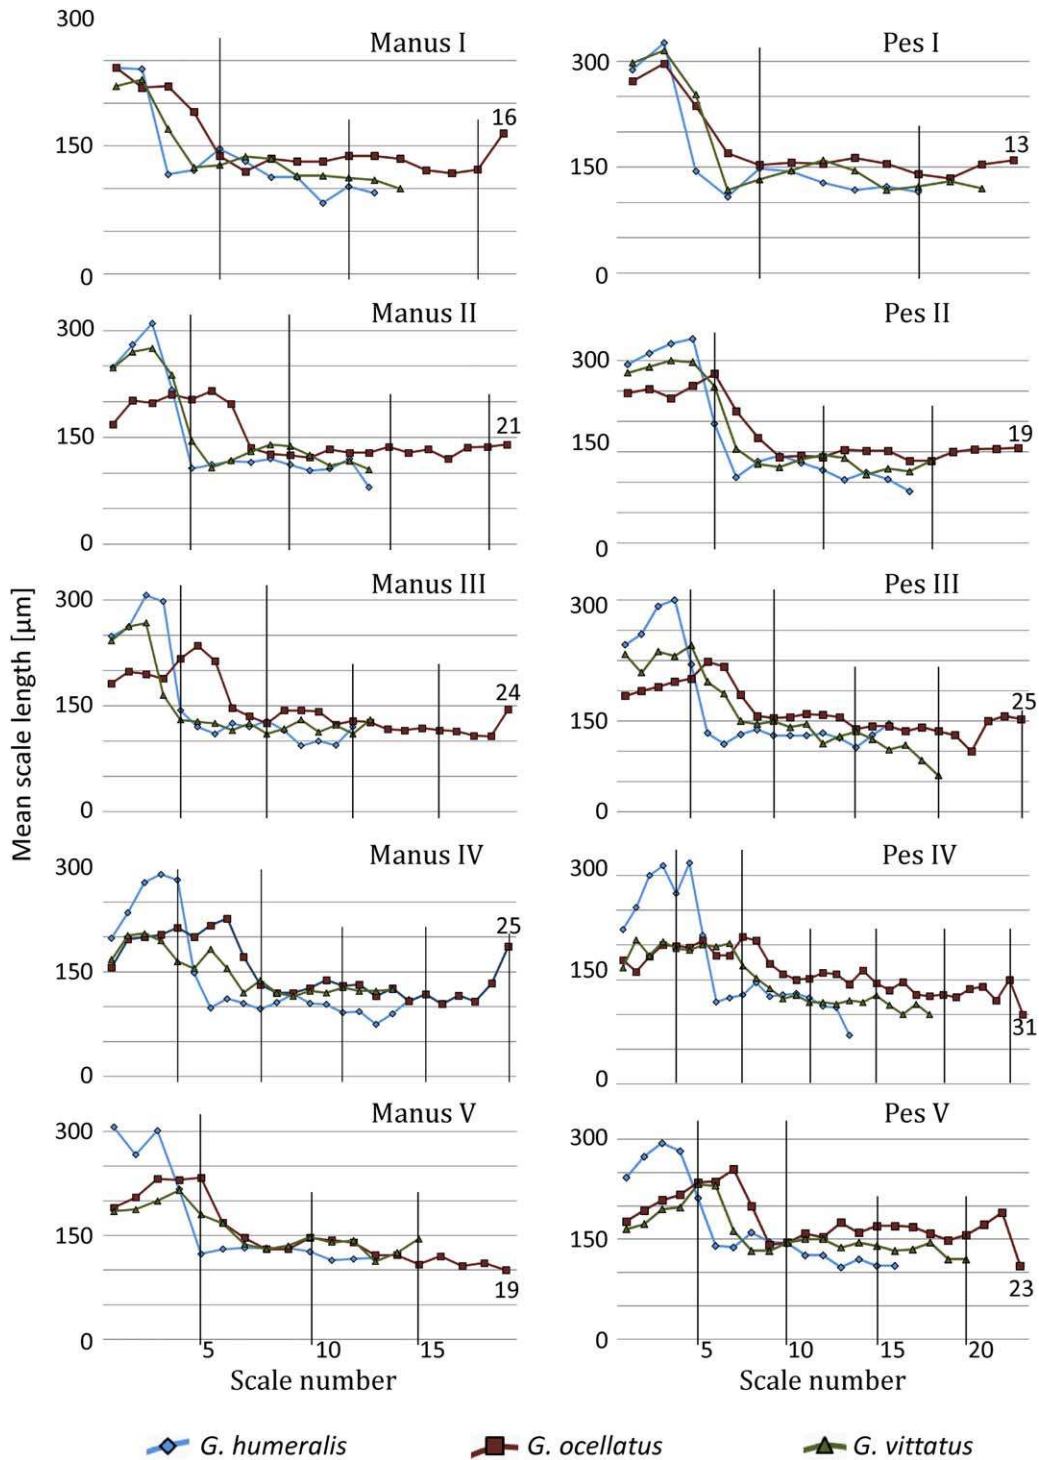 Mean scale length [µm]
Manus I
300
150
0
16
Pes I
300
150
0
13
Manus II
300
150
0
21
Pes II
300
150
0
19
Manus III
300
150
0
24
Pes III
300
150
0
25
Manus IV
300
150
0
25
Pes IV
300
150
0
31
Manus V
300
150
0
19
5 10 15
Scale number
Pes V
300
150
0
23
5 10 15 20
Scale number
G. humeralis G. ocellatus G. vittatus